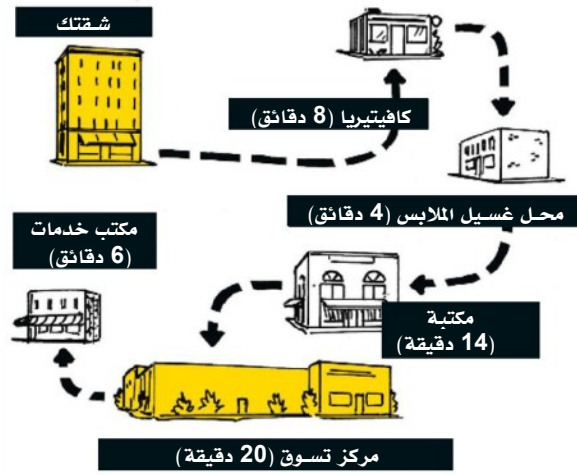 شقتك
كافيتيريا (8 دقائق)
محل غسيل الملابس (4 دقائق)
مكتب خدمات
(6 دقائق)
مكتبة
(14 دقيقة)
مركز تسوق (20 دقيقة)